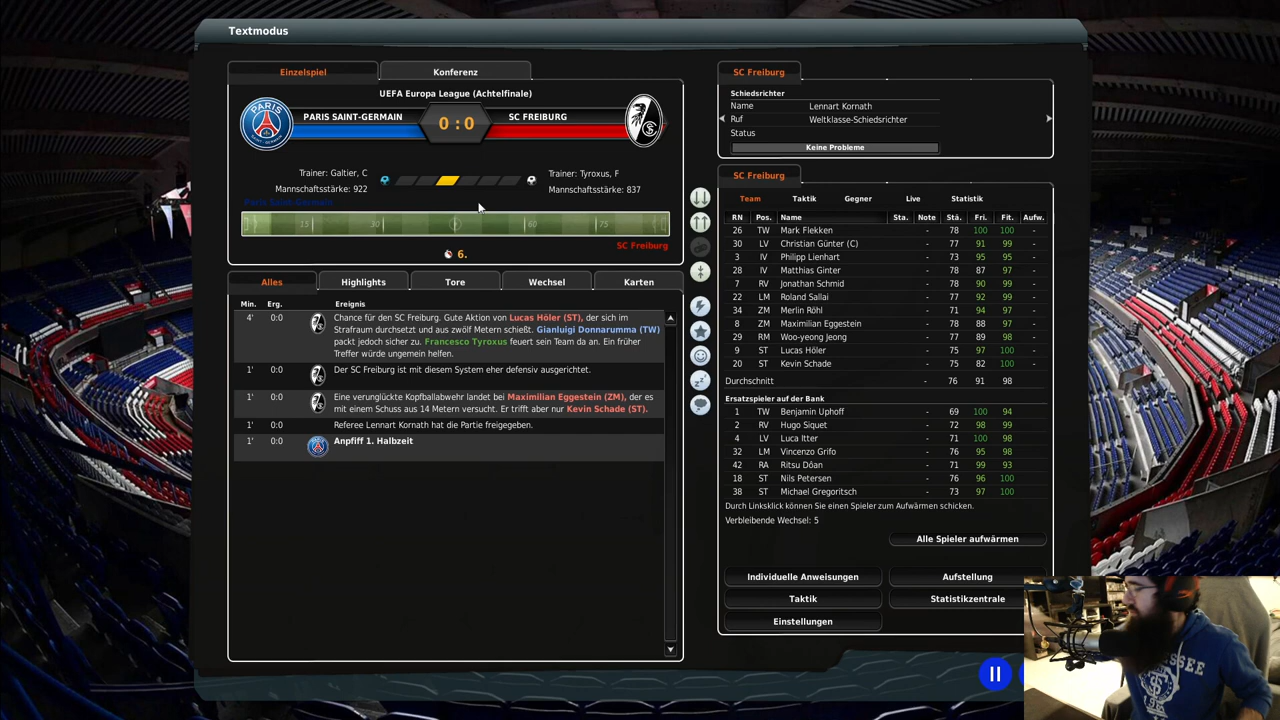 Textmodus
Einzelspiel
Konferenz
UEFA Europa League (Achtelfinale)
PARIS SAINT-GERMAIN
0 : 0
SC FREIBURG
Trainer: Galtier, C
Mannschaftsstärke: 922
Trainer: Tyroxus, F
Mannschaftsstärke: 837
Paris Saint-Germain
15 30 60 75
SC Freiburg
6.
Alles Highlights Tore Wechsel Karten
Min. Erg. Ereignis
4' 0:0 Chance für den SC Freiburg. Gute Aktion von Lucas Höler (ST), der sich im
Strafraum durchsetzt und aus zwölf Metern schießt. Gianluigi Donnarumma (TW)
packt jedoch sicher zu. Francesco Tyroxus feuert sein Team da an. Ein früher
Treffer würde ungemein helfen.
1' 0:0 Der SC Freiburg ist mit diesem System eher defensiv ausgerichtet.
1' 0:0 Eine verunglückte Kopfballabwehr landet bei Maximilian Eggestein (ZM), der es
mit einem Schuss aus 14 Metern versucht. Er trifft aber nur Kevin Schade (ST).
1' 0:0 Referee Lennart Kornath hat die Partie freigegeben.
1' 0:0 Anpfiff 1. Halbzeit
SC Freiburg
Schiedsrichter
Name Lennart Kornath
Ruf Weltklasse-Schiedsrichter
Status
Keine Probleme
SC Freiburg
Team Taktik Gegner Live Statistik
RN Pos. Name Sta. Note Stä. Fri. Fit. Aufw.
26 TW Mark Flekken - 78 100 100 -
30 LV Christian Günter (C) - 77 91 99 -
3 IV Philipp Lienhart - 73 95 95 -
28 IV Matthias Ginter - 78 87 97 -
7 RV Jonathan Schmid - 78 90 99 -
22 LM Roland Sallai - 77 92 99 -
34 ZM Merlin Röhl - 71 94 97 -
8 ZM Maximilian Eggestein - 78 88 97 -
29 RM Woo-yeong Jeong - 77 89 98 -
9 ST Lucas Höler - 75 97 100 -
20 ST Kevin Schade - 75 82 100 -
Durchschnitt - 76 91 98
Ersatzspieler auf der Bank
1 TW Benjamin Uphoff - 69 100 94 -
2 RV Hugo Siquet - 72 98 99 -
4 LV Luca Itter - 71 100 98 -
32 LM Vincenzo Grifo - 76 95 98 -
42 RA Ritsu Dôan - 71 99 93 -
18 ST Nils Petersen - 76 96 100 -
38 ST Michael Gregoritsch - 73 97 100 -
Durch Linksklick können Sie einen Spieler zum Aufwärmen schicken.
Verbleibende Wechsel: 5
Alle Spieler aufwärmen
Individuelle Anweisungen Aufstellung
Taktik Statistikzentrale
Einstellungen